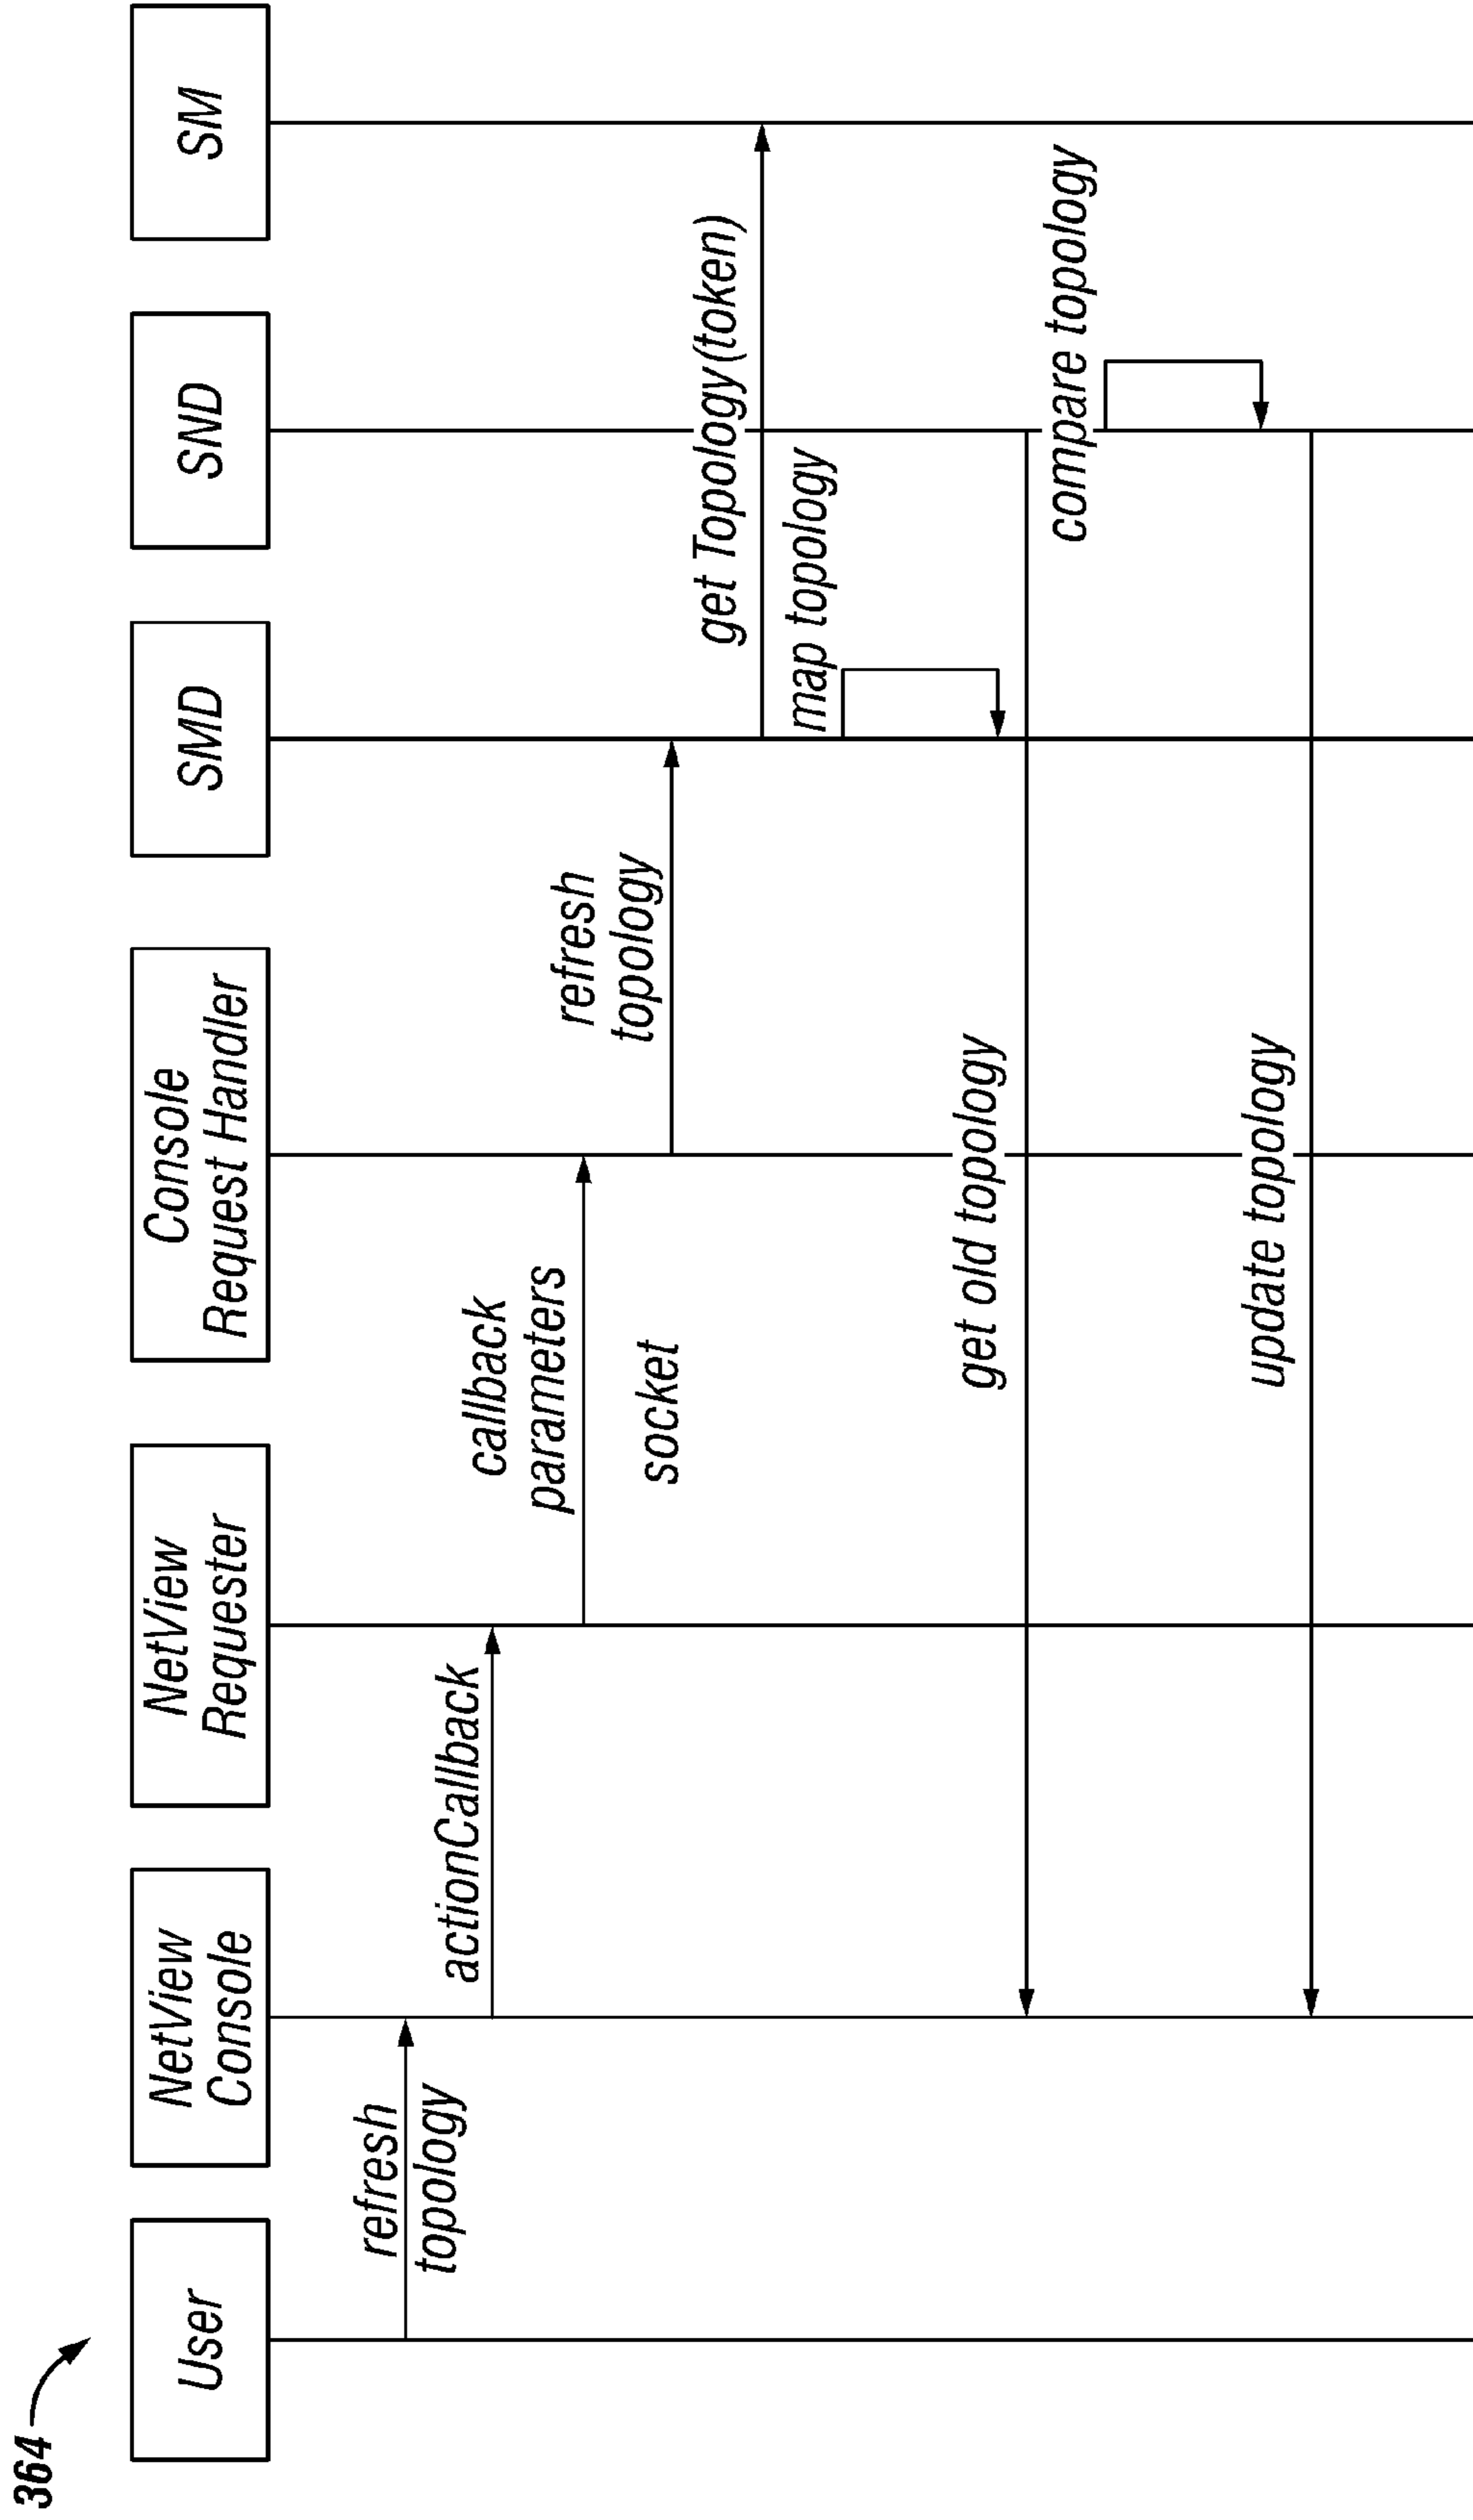 364
User
NetView
Console
NetView
Requester
Console
Request Handler
SMD
SND
SM
refresh
topology
actionCallback
callback
parameters
socket
refresh
topology
get Topology(token)
map topology
get old topology
compare topology
update topology